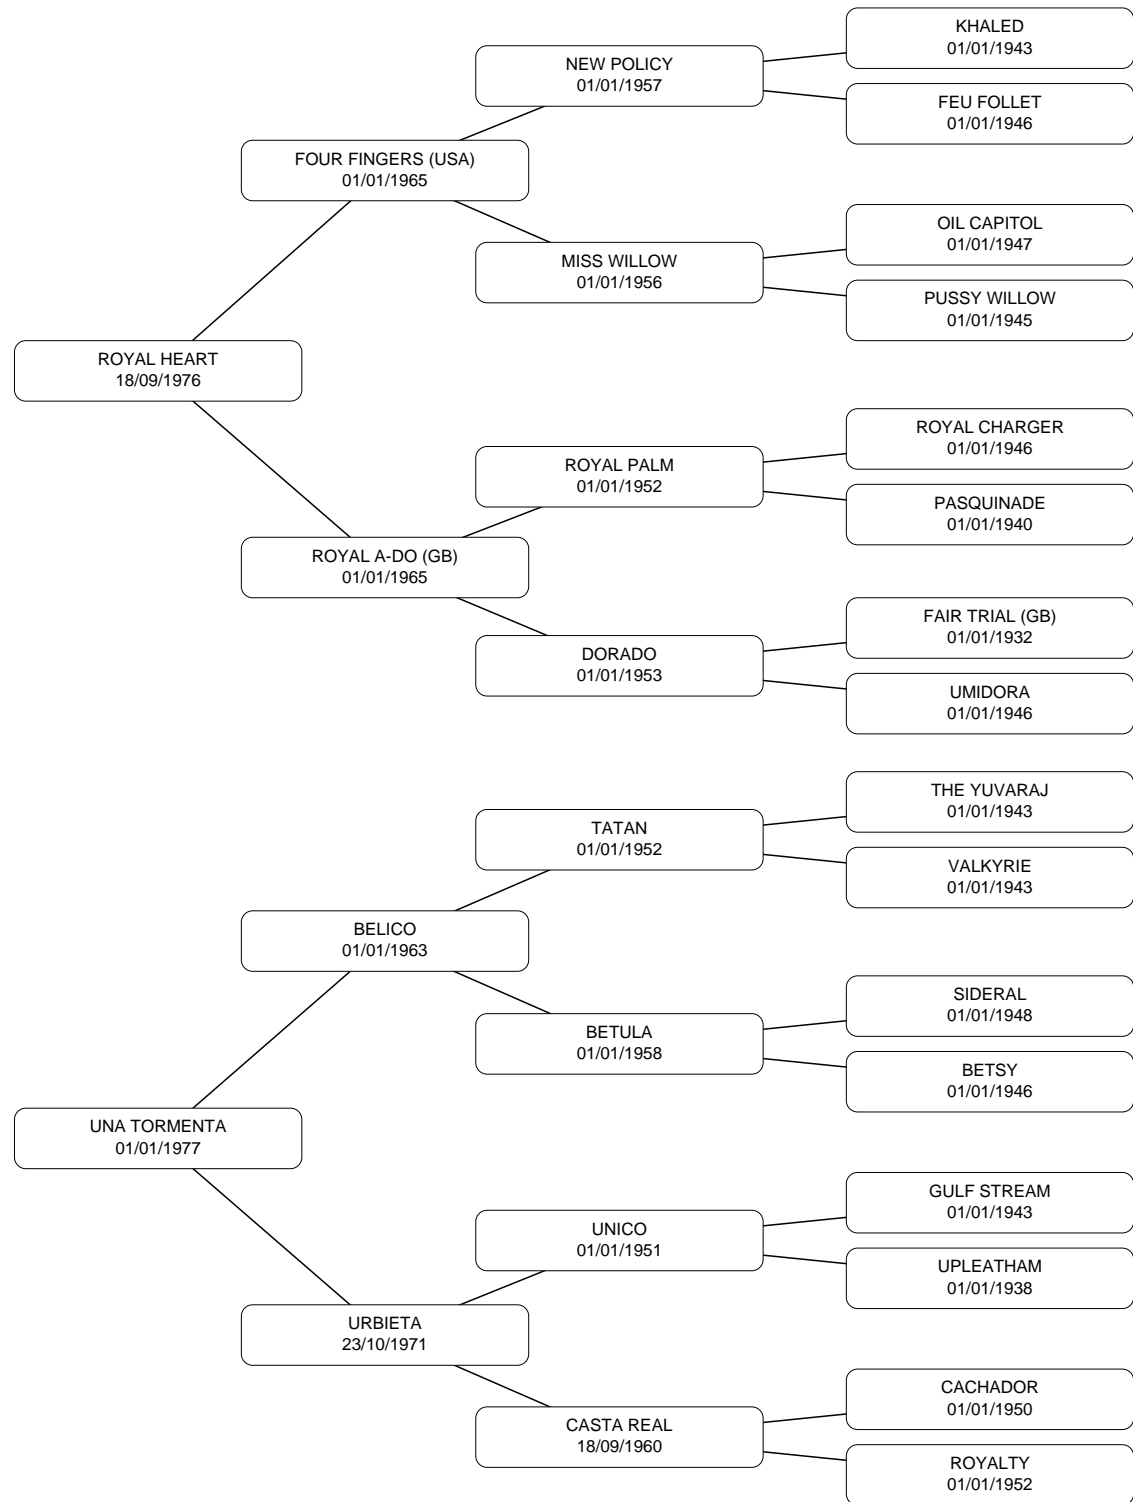 KHALED
01/01/1943
NEW POLICY
01/01/1957
FEU FOLLET
01/01/1946
FOUR FINGERS (USA)
01/01/1965
OIL CAPITOL
01/01/1947
MISS WILLOW
01/01/1956
PUSSY WILLOW
01/01/1945
ROYAL HEART
18/09/1976
ROYAL CHARGER
01/01/1946
ROYAL PALM
01/01/1952
PASQUINADE
01/01/1940
ROYAL A-DO (GB)
01/01/1965
FAIR TRIAL (GB)
01/01/1932
DORADO
01/01/1953
UMIDORA
01/01/1946
THE YUVARAJ
01/01/1943
TATAN
01/01/1952
VALKYRIE
01/01/1943
BELICO
01/01/1963
SIDERAL
01/01/1948
BETULA
01/01/1958
BETSY
01/01/1946
UNA TORMENTA
01/01/1977
GULF STREAM
01/01/1943
UNICO
01/01/1951
UPLEATHAM
01/01/1938
URBIETA
23/10/1971
CACHADOR
01/01/1950
CASTA REAL
18/09/1960
ROYALTY
01/01/1952